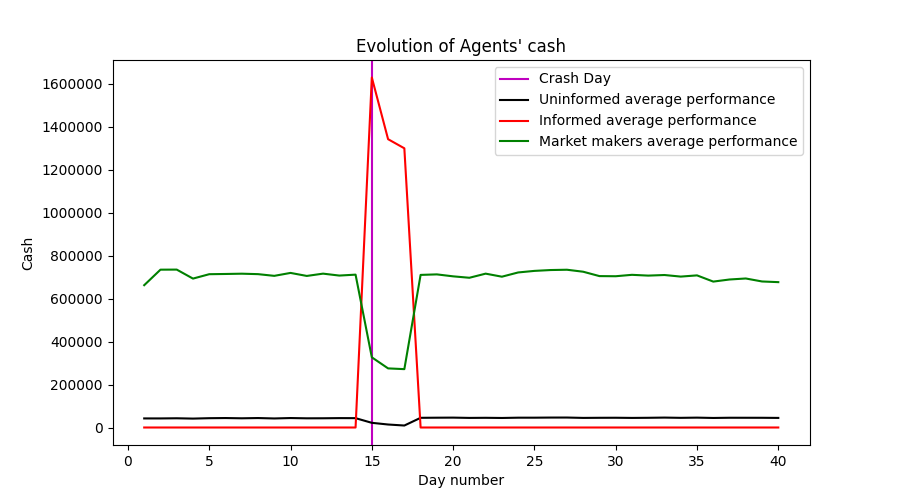 Evolution of Agents' cash
Crash Day
Uninformed average performance
Informed average performance
Market makers average performance
Cash
1600000
1400000
1200000
1000000
800000
600000
400000
200000
0
0 5 10 15 20 25 30 35 40
Day number